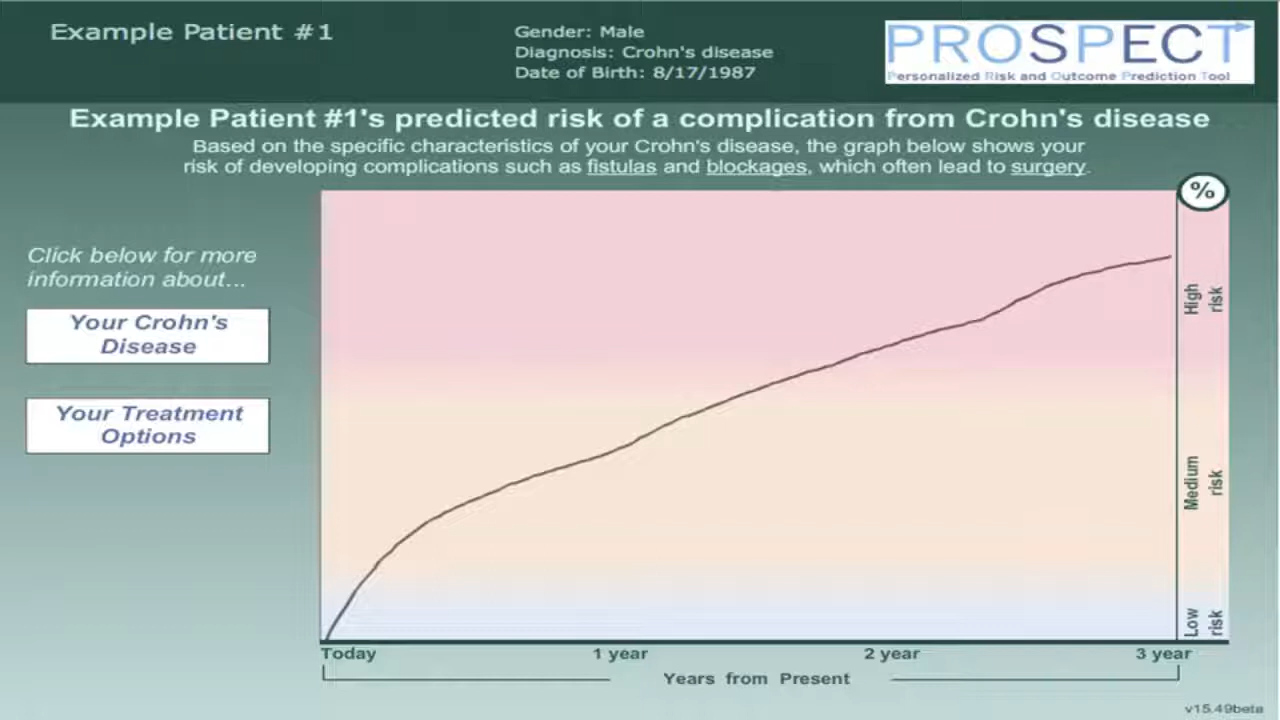 Example Patient #1
Gender: Male
Diagnosis: Crohn's disease
Date of Birth: 8/17/1987
PROSPECT
Personalized Risk and Outcome Prediction Tool
Example Patient #1's predicted risk of a complication from Crohn's disease
Based on the specific characteristics of your Crohn's disease, the graph below shows your
risk of developing complications such as fistulas and blockages, which often lead to surgery.
Click below for more
information about...
Your Crohn's
Disease
Your Treatment
Options
%
High
risk
Medium
risk
Low
risk
Today
1 year
2 year
3 year
Years from Present
v15.49beta